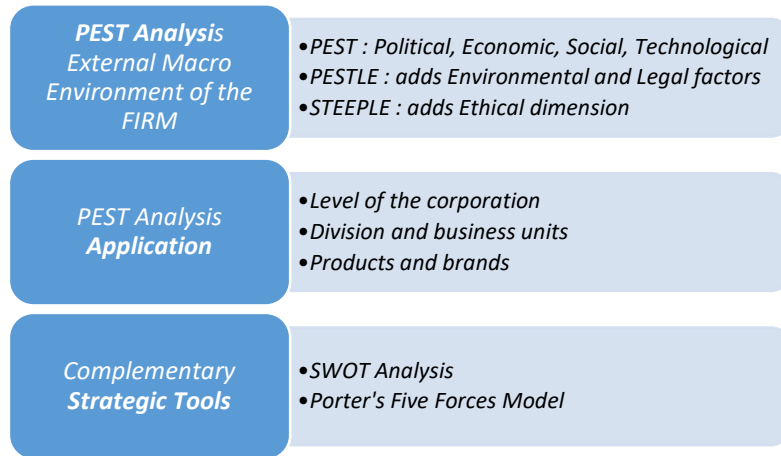 PEST Analysis
External Macro
Environment of the
FIRM
•PEST : Political, Economic, Social, Technological
•PESTLE : adds Environmental and Legal factors
•STEEPLE : adds Ethical dimension
PEST Analysis
Application
•Level of the corporation
•Division and business units
•Products and brands
Complementary
Strategic Tools
•SWOT Analysis
•Porter's Five Forces Model